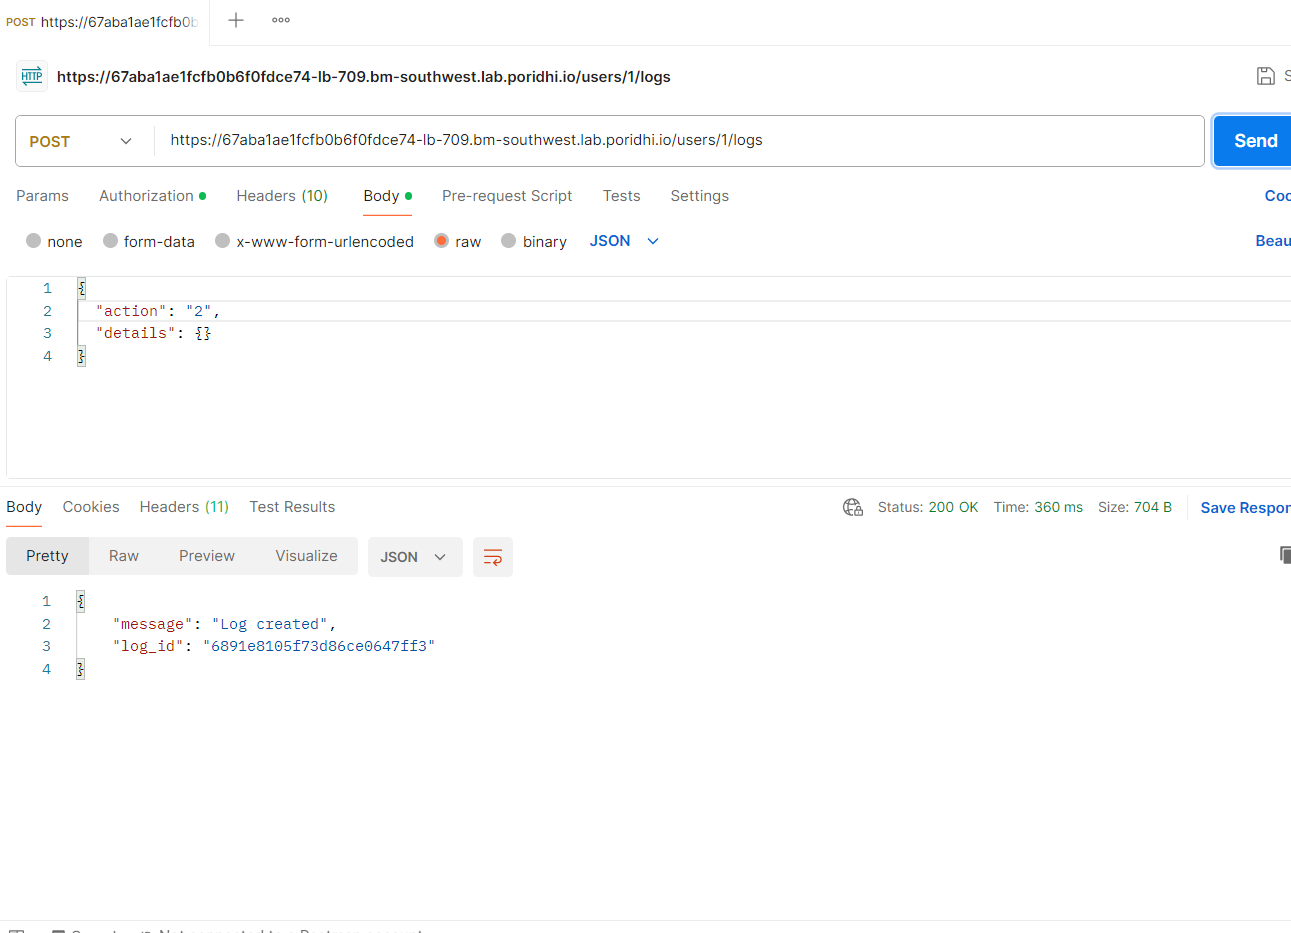 POST https://67aba1ae1fcfb0b
HTTP https://67aba1ae1fcfb0b6f0fdce74-lb-709.bm-southwest.lab.poridhi.io/users/1/logs
POST https://67aba1ae1fcfb0b6f0fdce74-lb-709.bm-southwest.lab.poridhi.io/users/1/logs Send
Params Authorization Headers (10) Body Pre-request Script Tests Settings Coo
none form-data x-www-form-urlencoded raw binary JSON Beau
1 {
2 "action": "2",
3 "details": {}
4 }
Body Cookies Headers (11) Test Results Status: 200 OK Time: 360 ms Size: 704 B Save Respon
Pretty Raw Preview Visualize JSON
1 {
2 "message": "Log created",
3 "log_id": "6891e8105f73d86ce0647ff3"
4 }